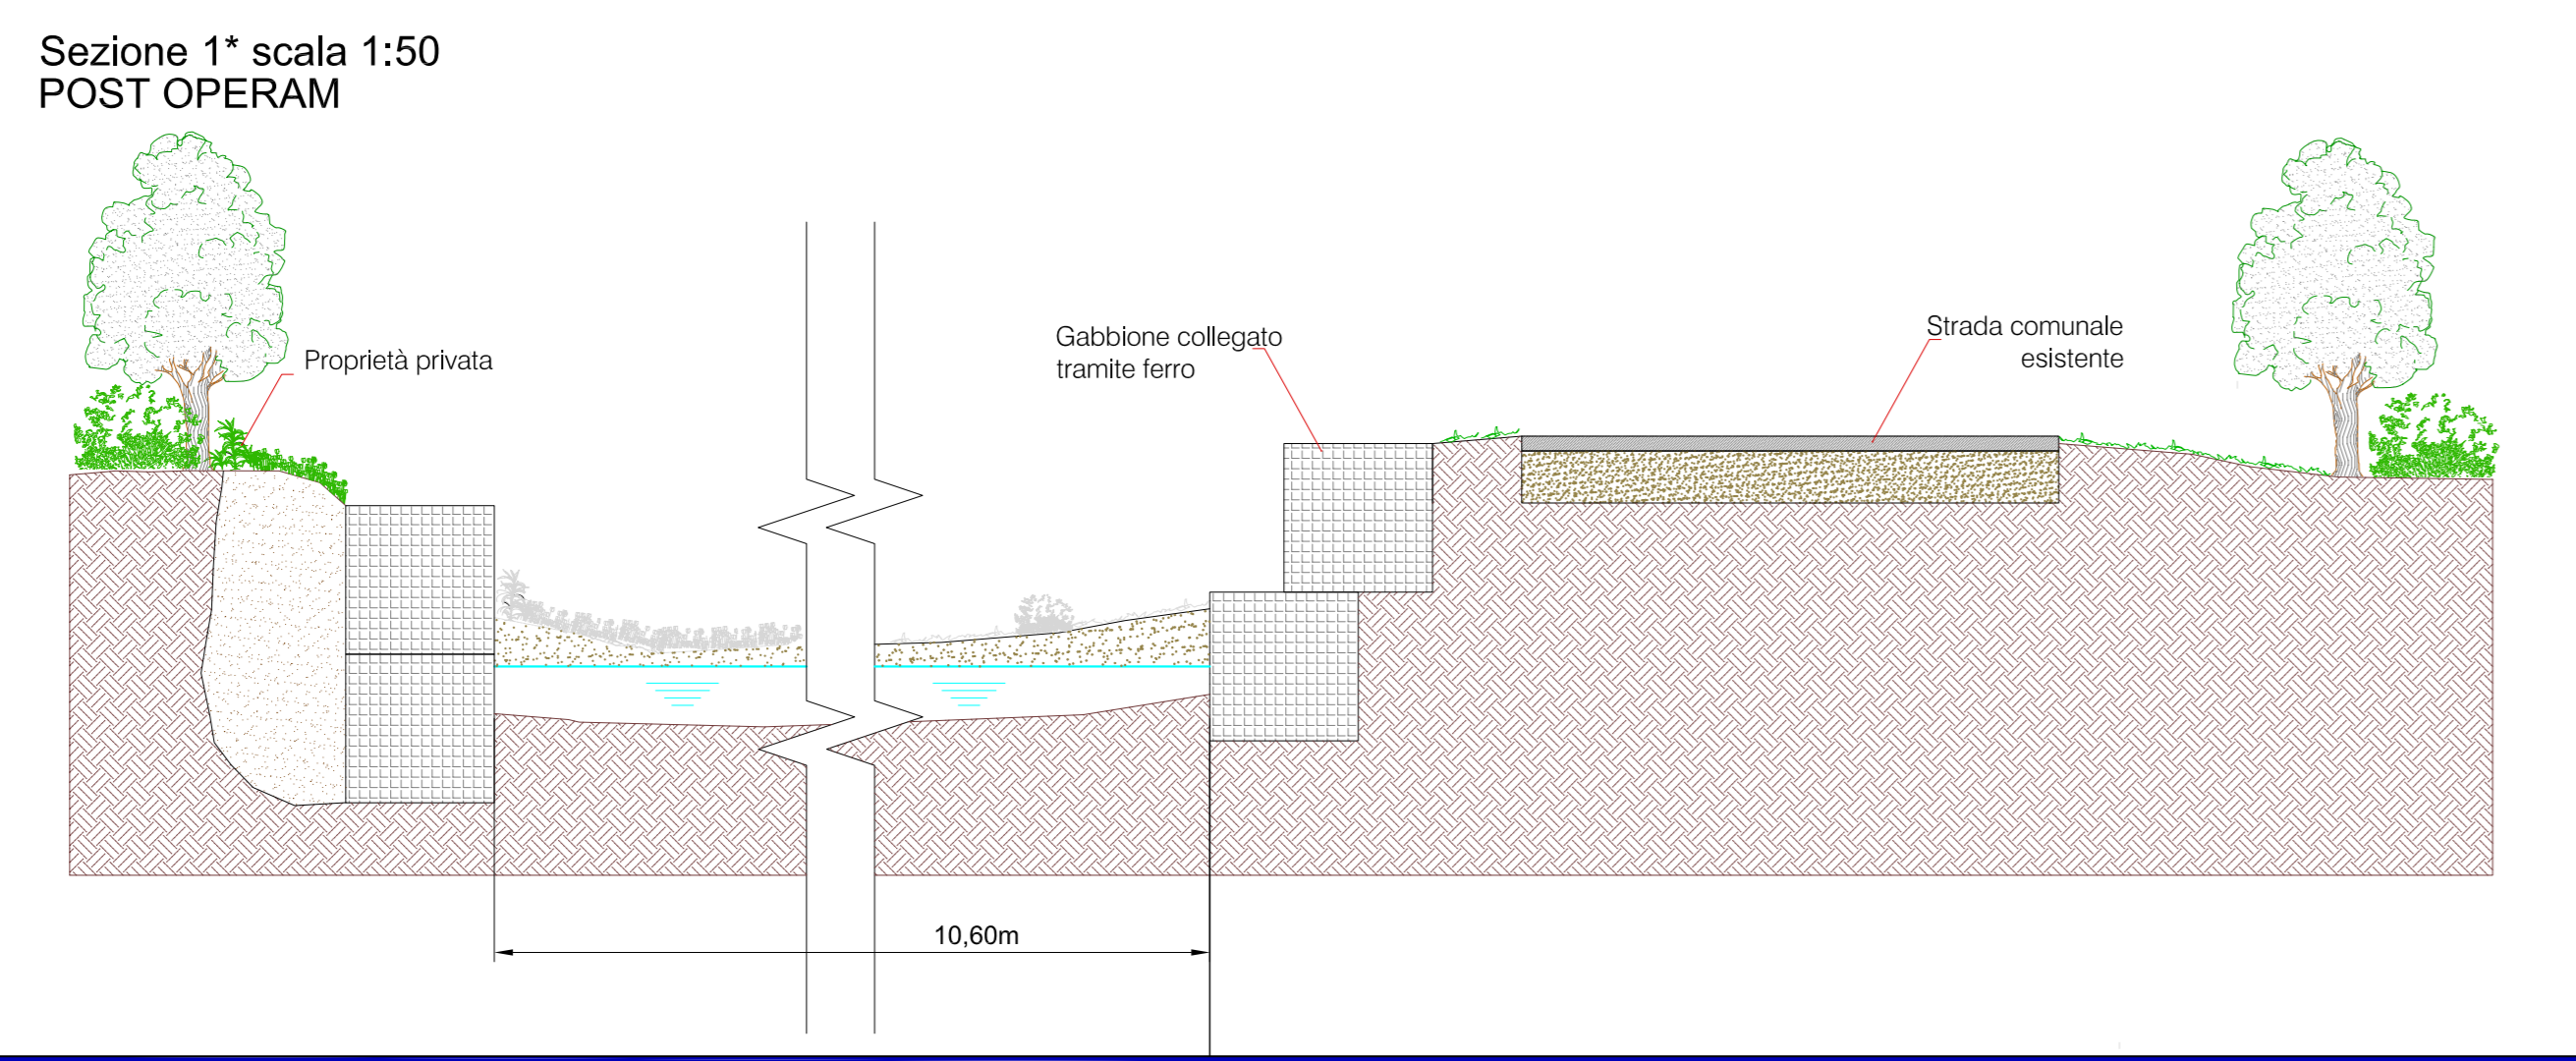 Sezione 1* scala 1:50
POST OPERAM
Proprietà privata
Gabbione collegato
tramite ferro
Strada comunale
esistente
10,60m